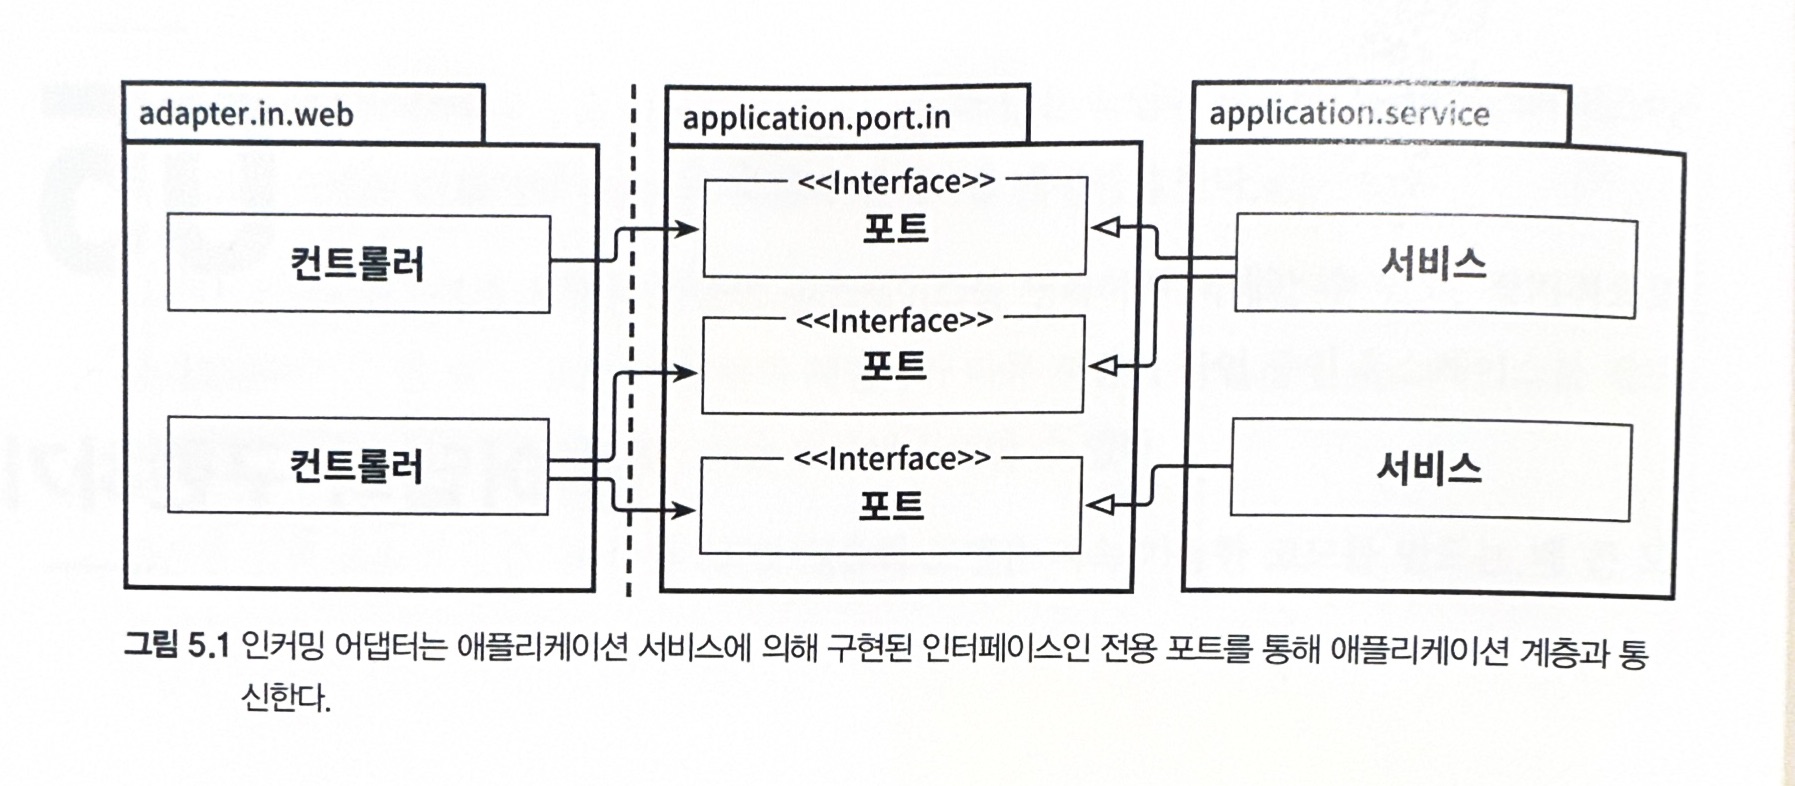 adapter.in.web
application.port.in
application.service
컨트롤러
<<Interface>>
포트
서비스
<<Interface>>
포트
컨트롤러
<<Interface>>
포트
서비스
그림 5.1 인커밍 어댑터는 애플리케이션 서비스에 의해 구현된 인터페이스인 전용 포트를 통해 애플리케이션 계층과 통
신한다.